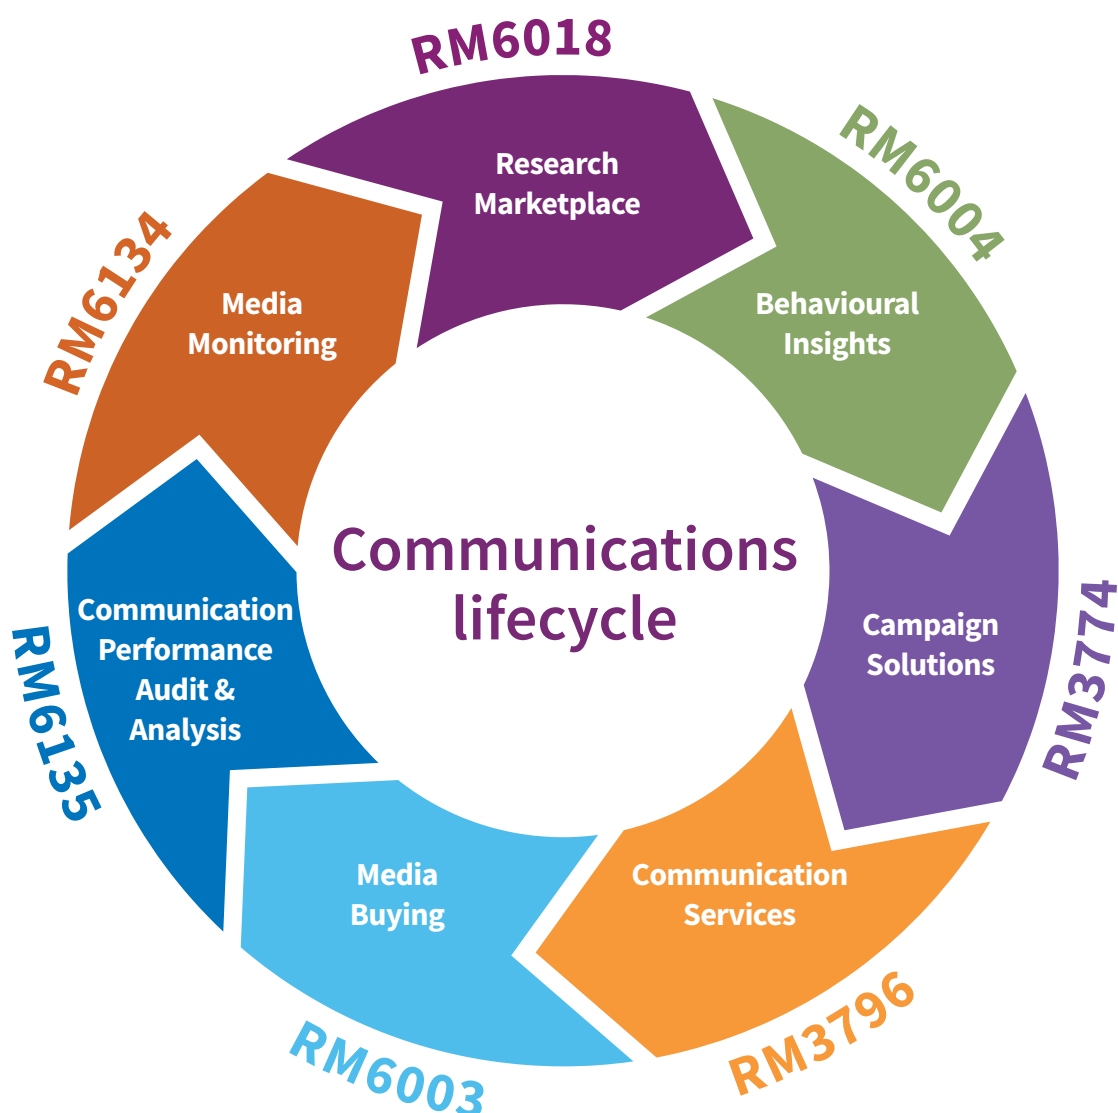 RM6018
Research
Marketplace
RM6004
Behavioural
Insights
RM3774
Campaign
Solutions
RM3796
Communication
Services
RM6003
Media
Buying
RM6135
Communication
Performance
Audit &
Analysis
RM6134
Media
Monitoring
Communications
lifecycle